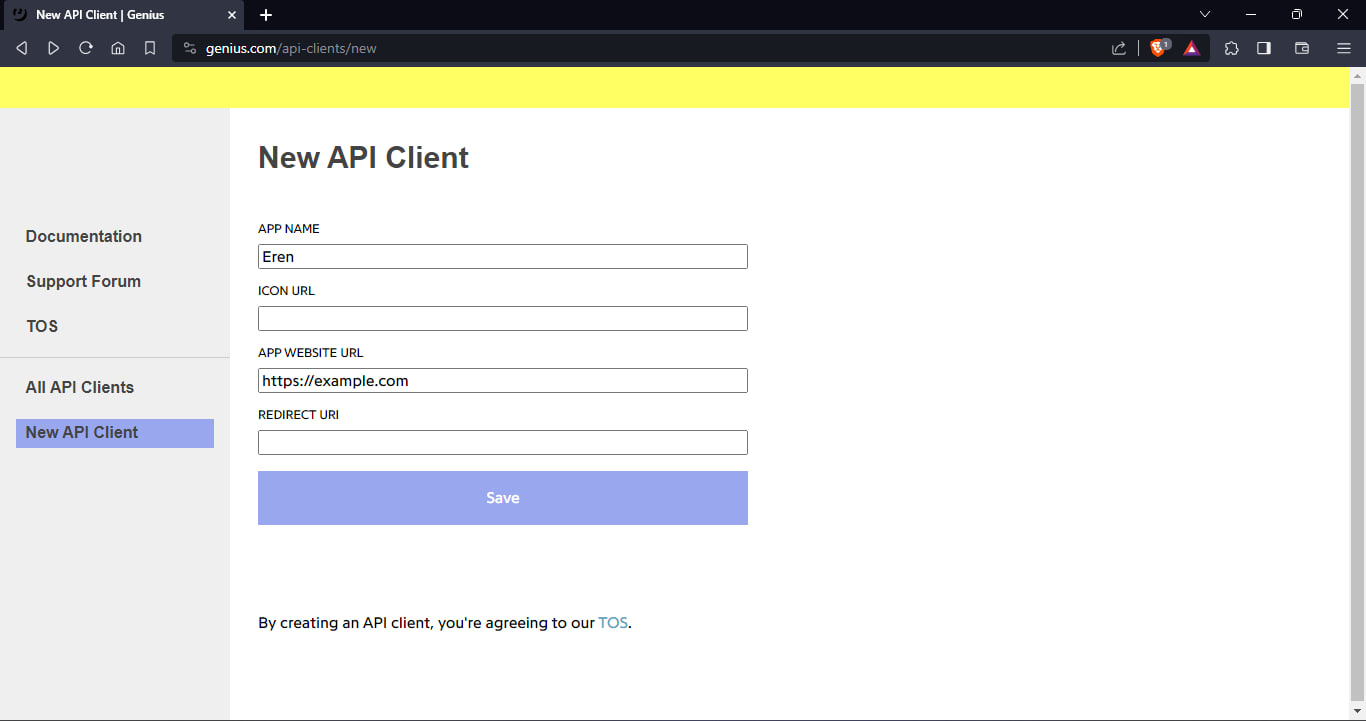 New API Client | Genius
genius.com/api-clients/new
1
New API Client
Documentation
Support Forum
TOS
All API Clients
New API Client
APP NAME
Eren
ICON URL
APP WEBSITE URL
https://example.com
REDIRECT URI
Save
By creating an API client, you're agreeing to our TOS.